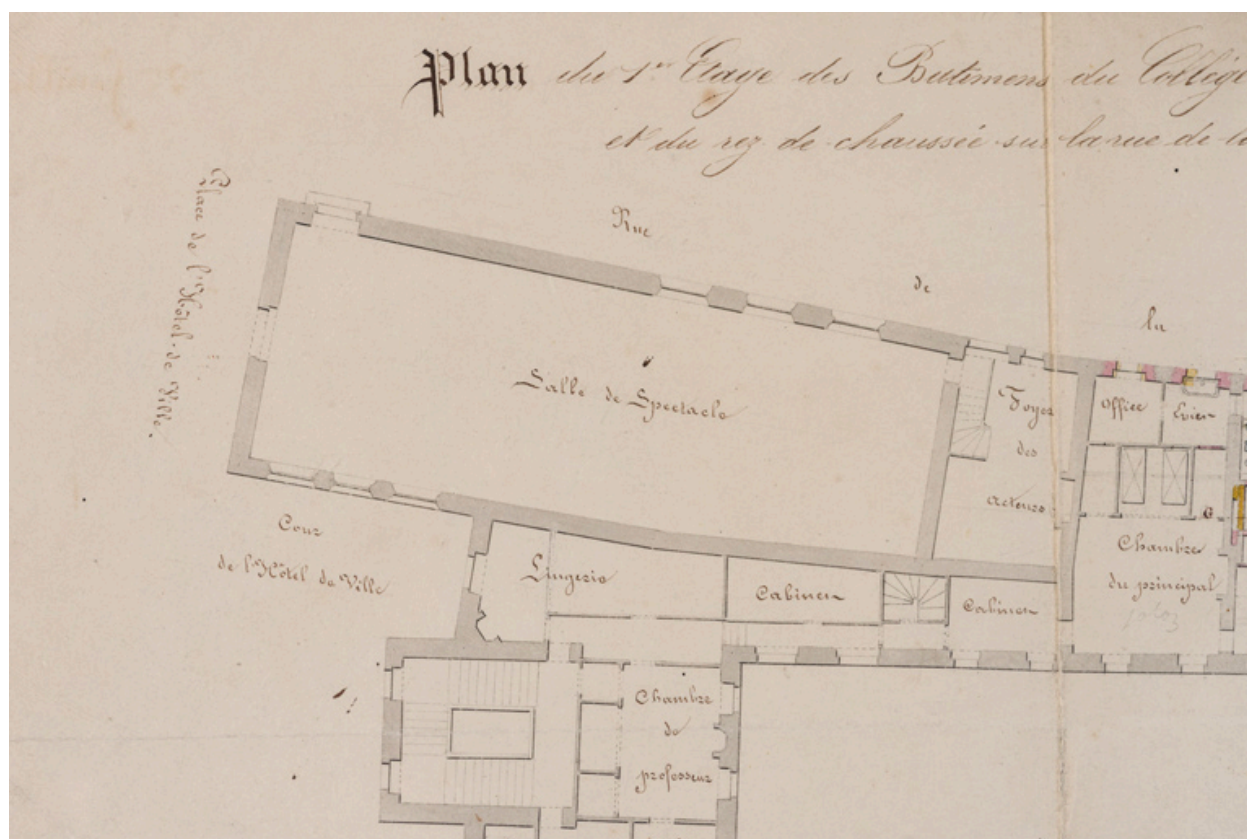 Plan du 1er Etage des Batimens du Collège
et du rez de chaussée sur la rue de la
Place de l'Hôtel de Ville.
Rue
de
la
Salle de Spectacle
Foyer
des
acteurs
Office
Evier
G
Chambre
du principal
Cour
de l'Hôtel de Ville
Lingerie
Cabinet
Cabinet
Chambre
de
professeur